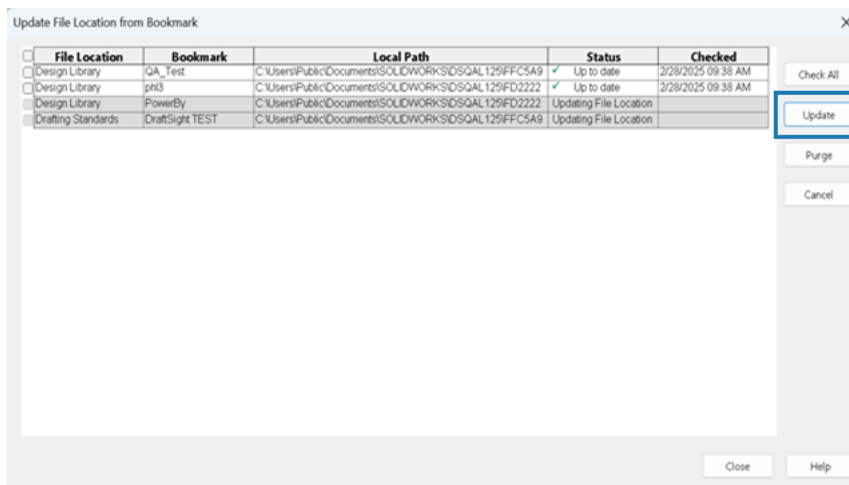 Update File Location from Bookmark
File Location Bookmark Local Path Status Checked
Design Library QA_Test C:\Users\Public\Documents\SOLIDWORKS\DSQAL125\FFC5A9 Up to date 2/28/2025 09:38 AM
Design Library phl3 C:\Users\Public\Documents\SOLIDWORKS\DSQAL125\FD2222 Up to date 2/28/2025 09:38 AM
Design Library PowerBy C:\Users\Public\Documents\SOLIDWORKS\DSQAL125\FD2222 Updating File Location
Drafting Standards DraftSight TEST C:\Users\Public\Documents\SOLIDWORKS\DSQAL125\FFC5A9 Updating File Location
Check All
Update
Purge
Cancel
Close Help